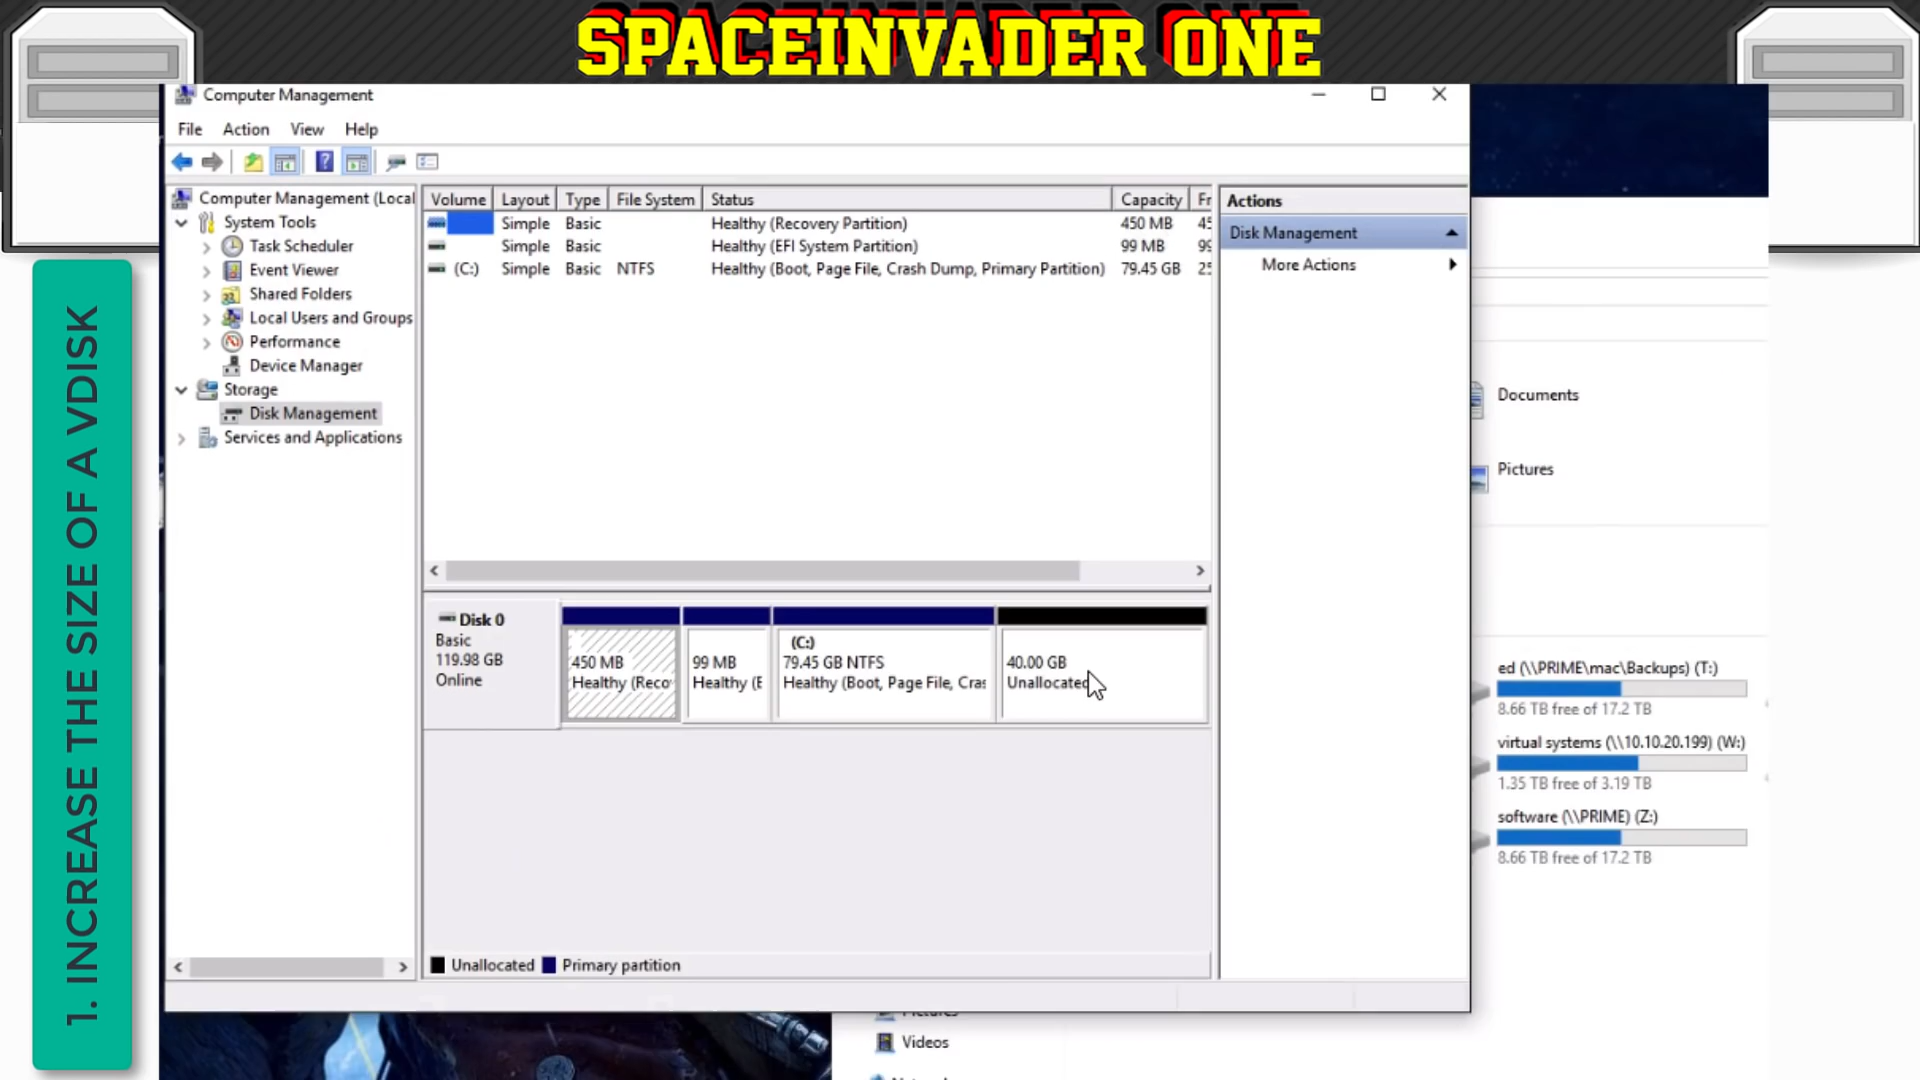 SPACEINVADER ONE
1. INCREASE THE SIZE OF A VDISK
Computer Management
File Action View Help
Computer Management (Local
System Tools
Task Scheduler
Event Viewer
Shared Folders
Local Users and Groups
Performance
Device Manager
Storage
Disk Management
Services and Applications
Volume Layout Type File System Status Capacity Fr
Simple Basic Healthy (Recovery Partition) 450 MB 45
Simple Basic Healthy (EFI System Partition) 99 MB 99
(C:) Simple Basic NTFS Healthy (Boot, Page File, Crash Dump, Primary Partition) 79.45 GB 25
Disk 0
Basic
119.98 GB
Online
450 MB
Healthy (Reco
99 MB
Healthy (E
(C:)
79.45 GB NTFS
Healthy (Boot, Page File, Cras
40.00 GB
Unallocated
Unallocated Primary partition
Actions
Disk Management
More Actions
Documents
Pictures
ed (\\PRIME\mac\Backups) (T:)
8.66 TB free of 17.2 TB
virtual systems (\\10.10.20.199) (W:)
1.35 TB free of 3.19 TB
software (\\PRIME) (Z:)
8.66 TB free of 17.2 TB
Pictures
Videos